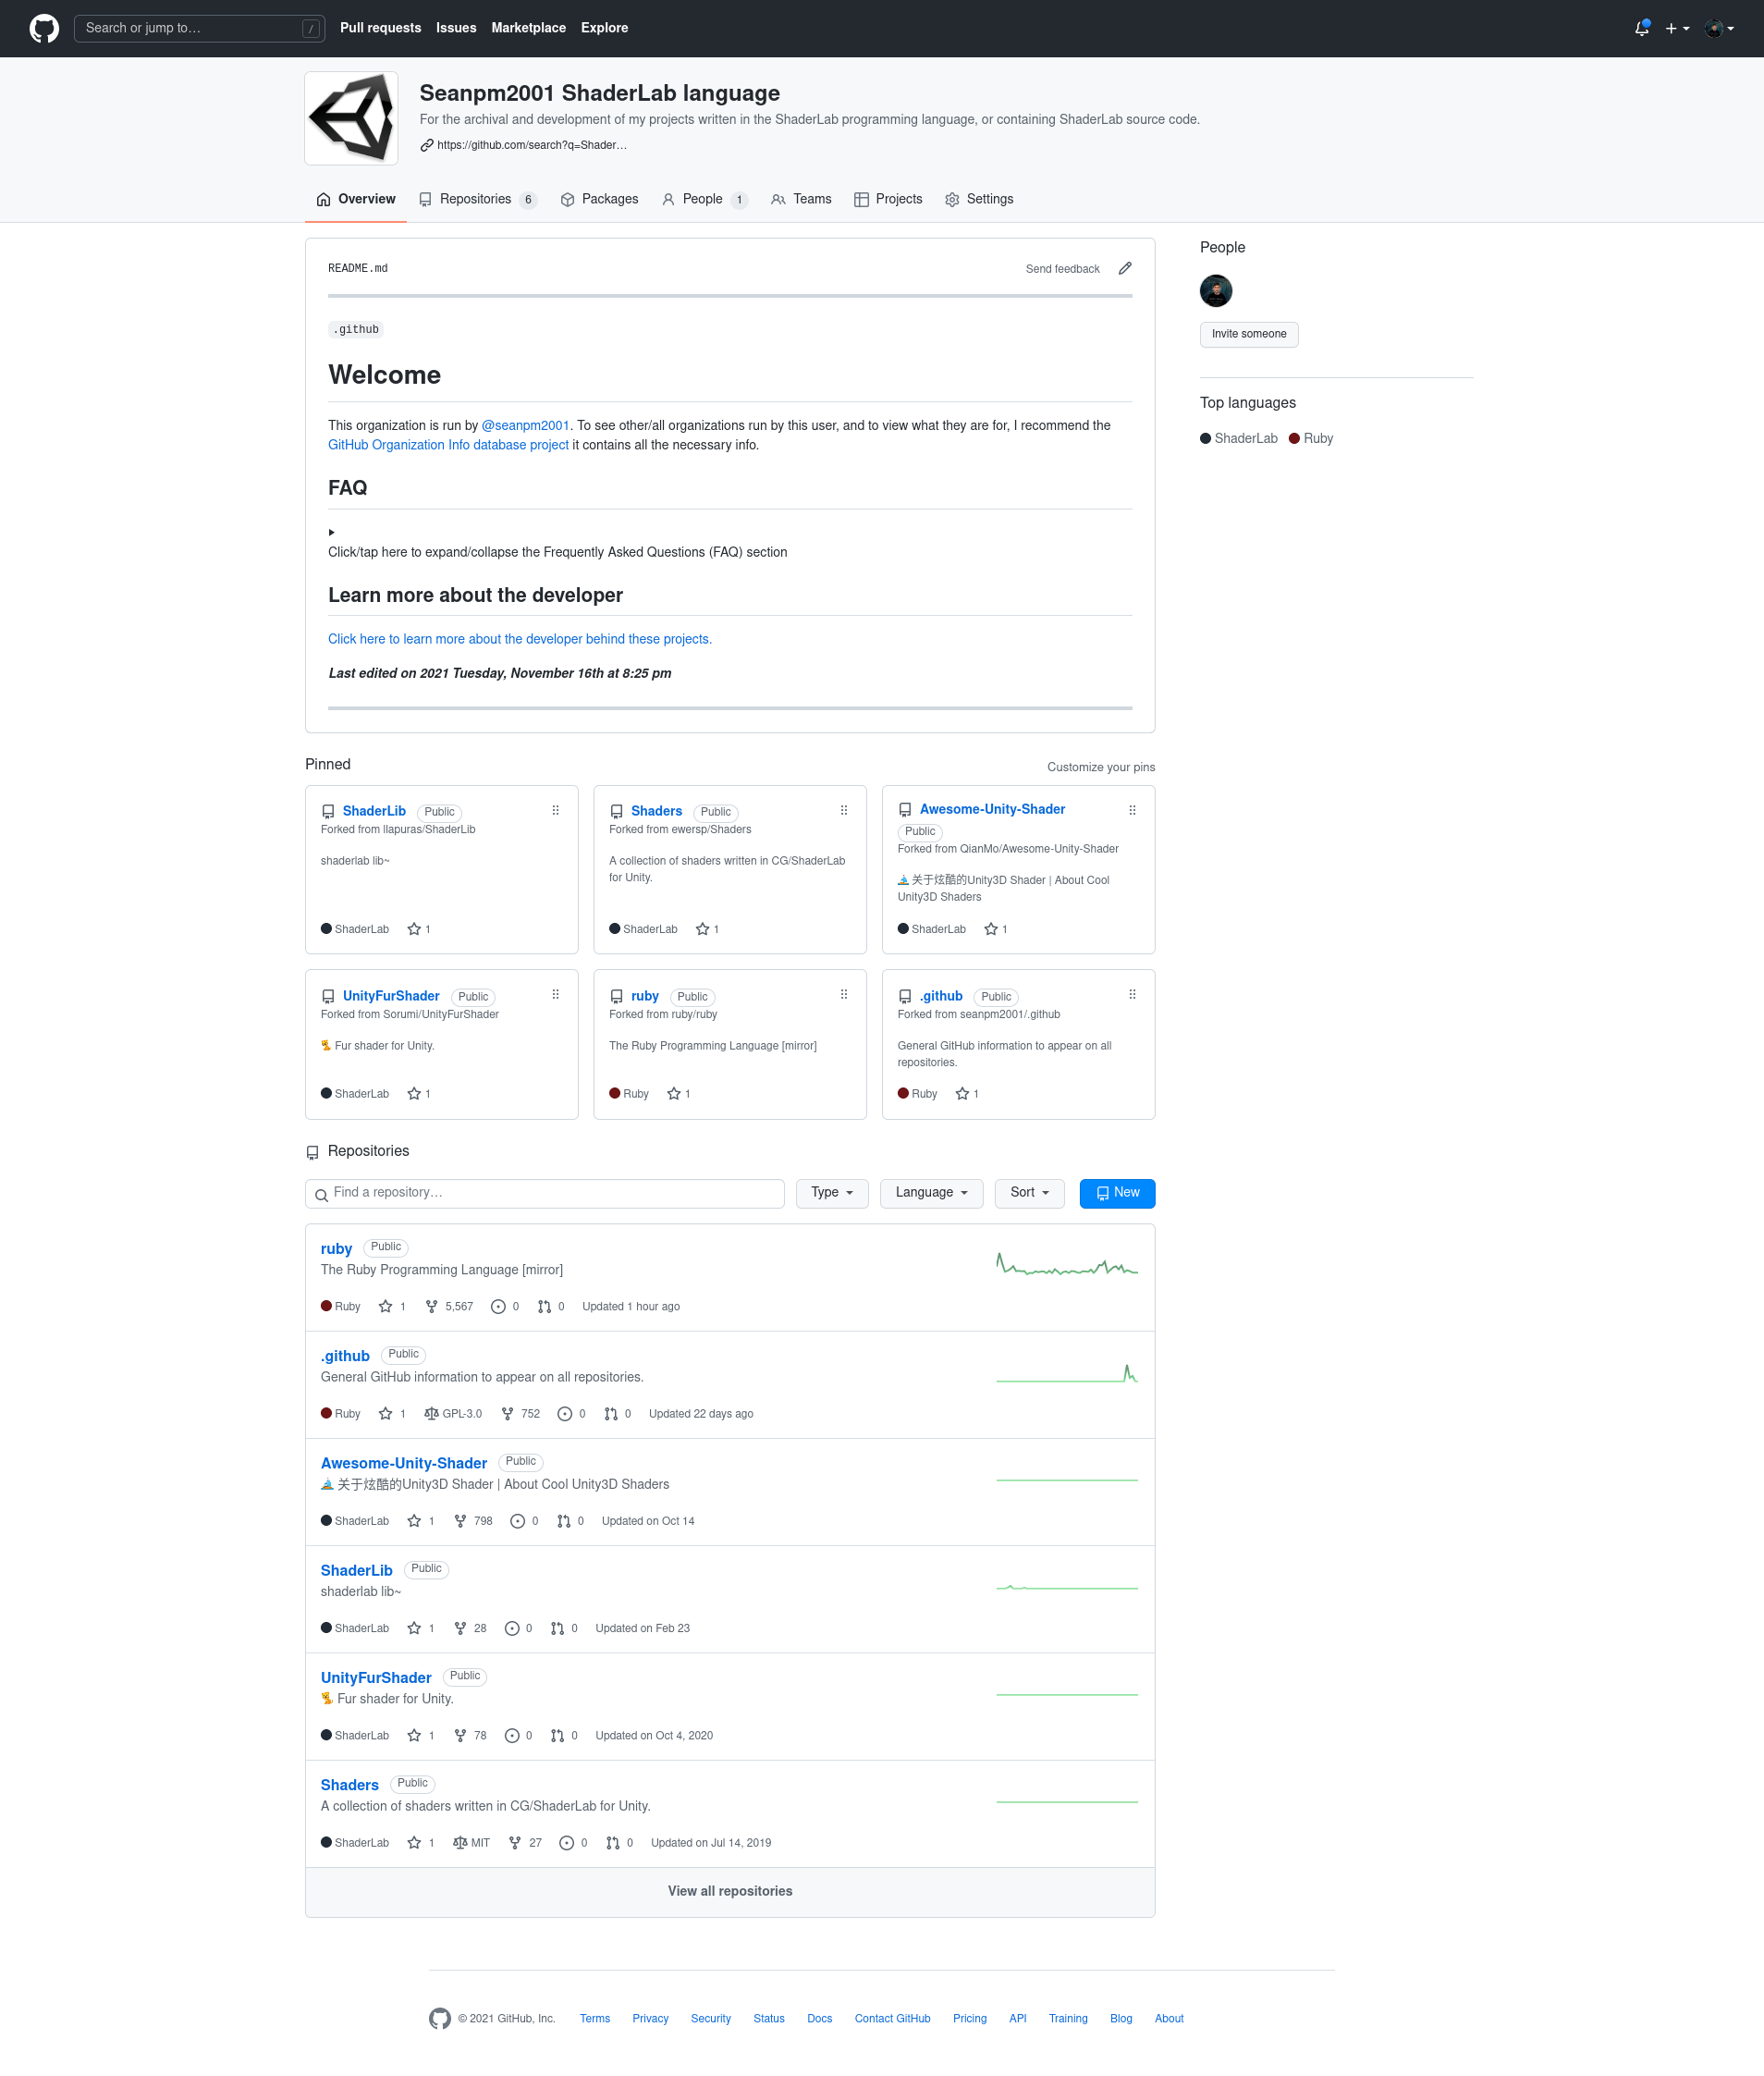 Search or jump to…
/
Pull requests
Issues
Marketplace
Explore
Seanpm2001 ShaderLab language
For the archival and development of my projects written in the ShaderLab programming language, or containing ShaderLab source code.
https://github.com/search?q=Shader…
Overview
Repositories 6
Packages
People 1
Teams
Projects
Settings
README.md
Send feedback
.github
Welcome
This organization is run by @seanpm2001. To see other/all organizations run by this user, and to view what they are for, I recommend the
GitHub Organization Info database project it contains all the necessary info.
FAQ
Click/tap here to expand/collapse the Frequently Asked Questions (FAQ) section
Learn more about the developer
Click here to learn more about the developer behind these projects.
Last edited on 2021 Tuesday, November 16th at 8:25 pm
People
Invite someone
Top languages
ShaderLab Ruby
Pinned
Customize your pins
ShaderLib Public
Forked from llapuras/ShaderLib
shaderlab lib~
ShaderLab 1
Shaders Public
Forked from ewersp/Shaders
A collection of shaders written in CG/ShaderLab
for Unity.
ShaderLab 1
Awesome-Unity-Shader
Public
Forked from QianMo/Awesome-Unity-Shader
关于炫酷的Unity3D Shader | About Cool
Unity3D Shaders
ShaderLab 1
UnityFurShader Public
Forked from Sorumi/UnityFurShader
Fur shader for Unity.
ShaderLab 1
ruby Public
Forked from ruby/ruby
The Ruby Programming Language [mirror]
Ruby 1
.github Public
Forked from seanpm2001/.github
General GitHub information to appear on all
repositories.
Ruby 1
Repositories
Find a repository…
Type
Language
Sort
New
ruby Public
The Ruby Programming Language [mirror]
Ruby 1 5,567 0 0 Updated 1 hour ago
.github Public
General GitHub information to appear on all repositories.
Ruby 1 GPL-3.0 752 0 0 Updated 22 days ago
Awesome-Unity-Shader Public
关于炫酷的Unity3D Shader | About Cool Unity3D Shaders
ShaderLab 1 798 0 0 Updated on Oct 14
ShaderLib Public
shaderlab lib~
ShaderLab 1 28 0 0 Updated on Feb 23
UnityFurShader Public
Fur shader for Unity.
ShaderLab 1 78 0 0 Updated on Oct 4, 2020
Shaders Public
A collection of shaders written in CG/ShaderLab for Unity.
ShaderLab 1 MIT 27 0 0 Updated on Jul 14, 2019
View all repositories
© 2021 GitHub, Inc.
Terms
Privacy
Security
Status
Docs
Contact GitHub
Pricing
API
Training
Blog
About